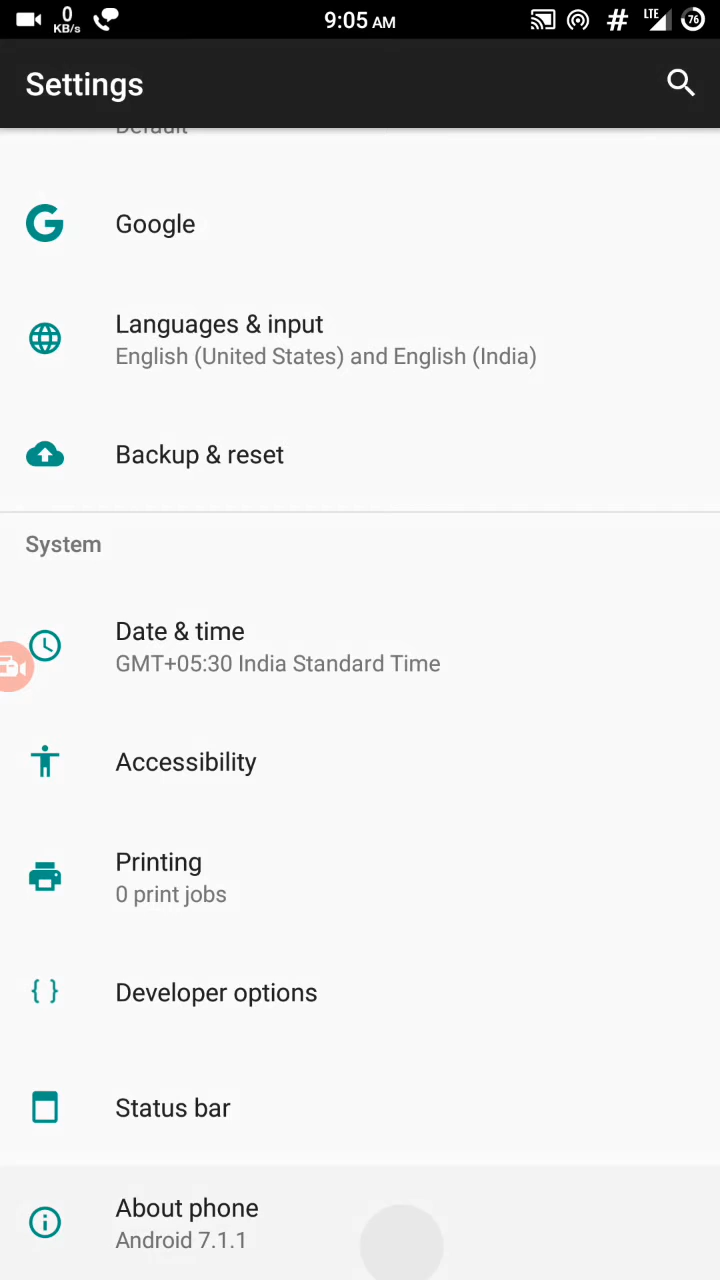 0
KB/s
9:05 AM
LTE
76
Settings
Default
Google
Languages & input
English (United States) and English (India)
Backup & reset
System
Date & time
GMT+05:30 India Standard Time
Accessibility
Printing
0 print jobs
Developer options
Status bar
About phone
Android 7.1.1